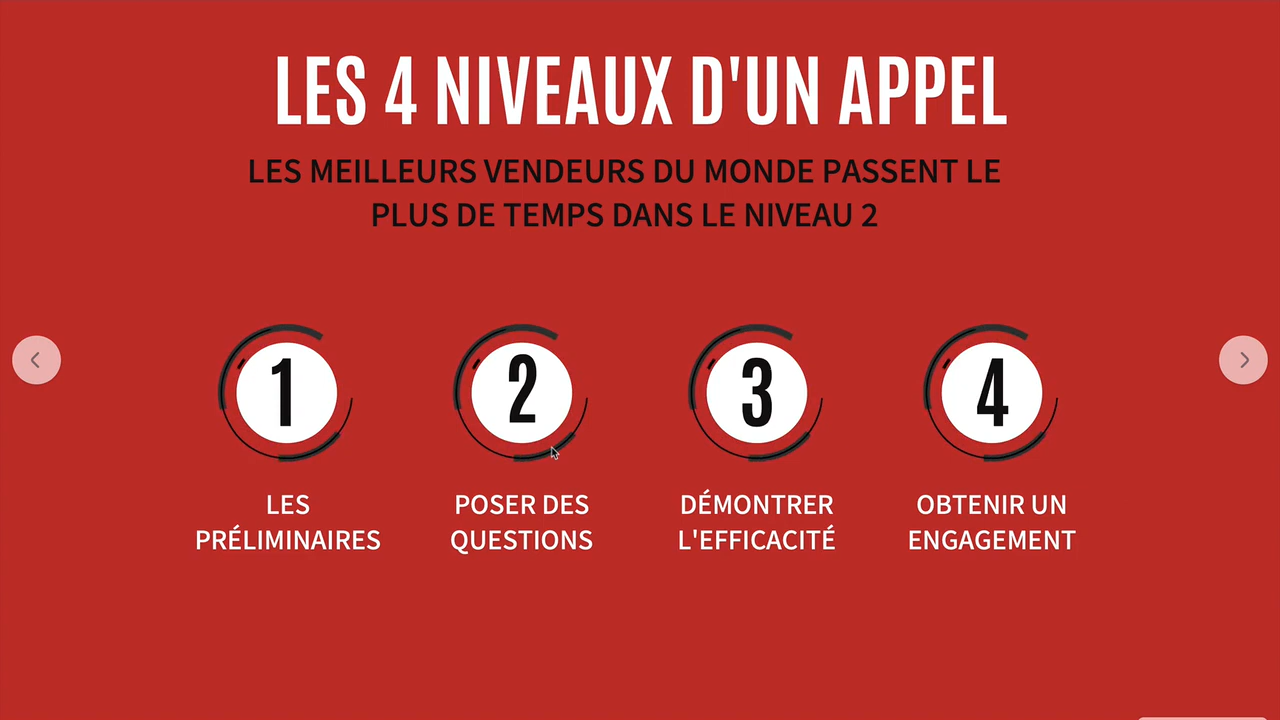 LES 4 NIVEAUX D'UN APPEL
LES MEILLEURS VENDEURS DU MONDE PASSENT LE
PLUS DE TEMPS DANS LE NIVEAU 2
1
2
3
4
LES
PRÉLIMINAIRES
POSER DES
QUESTIONS
DÉMONTRER
L'EFFICACITÉ
OBTENIR UN
ENGAGEMENT